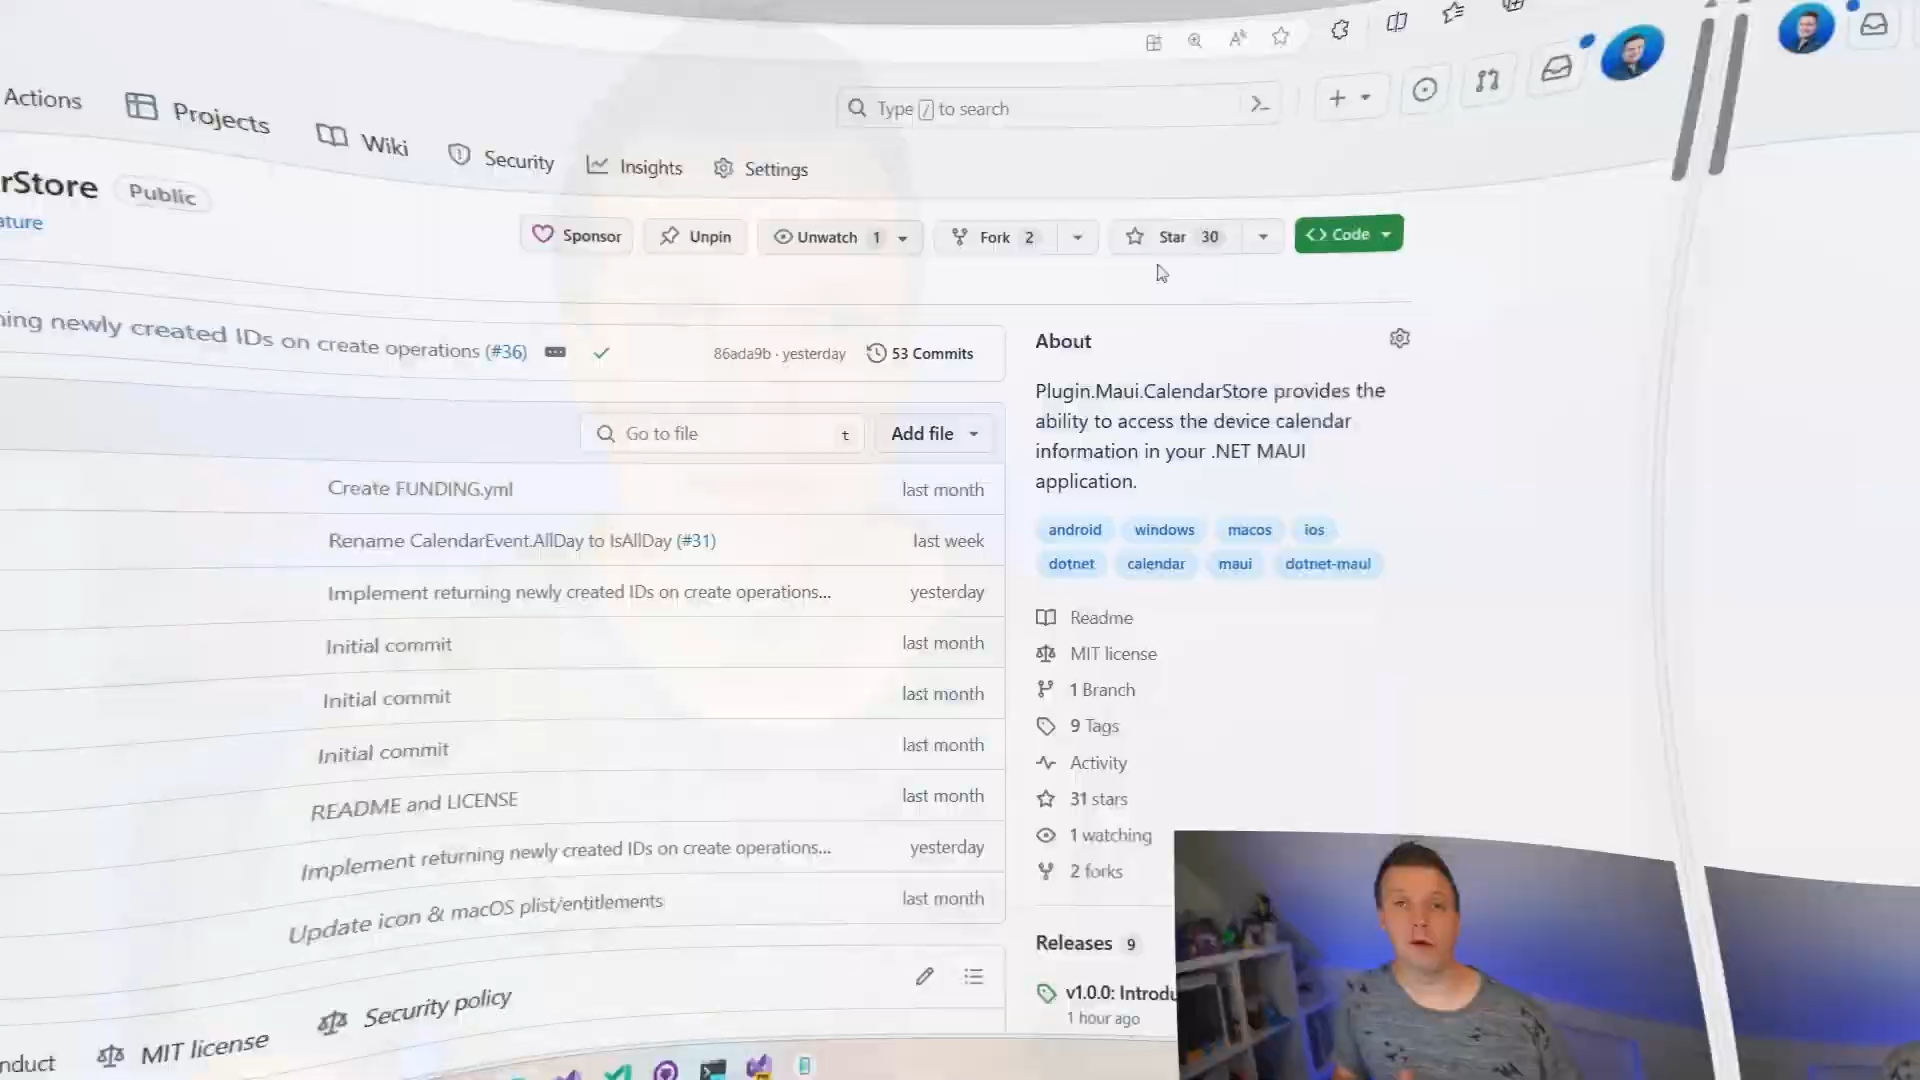 Actions
Projects
Wiki
Security
Insights
Settings
Type / to search
rStore
Public
ature
Sponsor
Unpin
Unwatch 1
Fork 2
Star 30
<> Code
ning newly created IDs on create operations (#36)
86ada9b · yesterday
53 Commits
Go to file
t
Add file
Create FUNDING.yml
last month
Rename CalendarEvent.AllDay to IsAllDay (#31)
last week
Implement returning newly created IDs on create operations...
yesterday
Initial commit
last month
Initial commit
last month
Initial commit
last month
README and LICENSE
last month
Implement returning newly created IDs on create operations...
yesterday
Update icon & macOS plist/entitlements
last month
nduct
MIT license
Security policy
About
Plugin.Maui.CalendarStore provides the
ability to access the device calendar
information in your .NET MAUI
application.
android
windows
macos
ios
dotnet
calendar
maui
dotnet-maui
Readme
MIT license
1 Branch
9 Tags
Activity
31 stars
1 watching
2 forks
Releases 9
v1.0.0: Introdu
1 hour ago